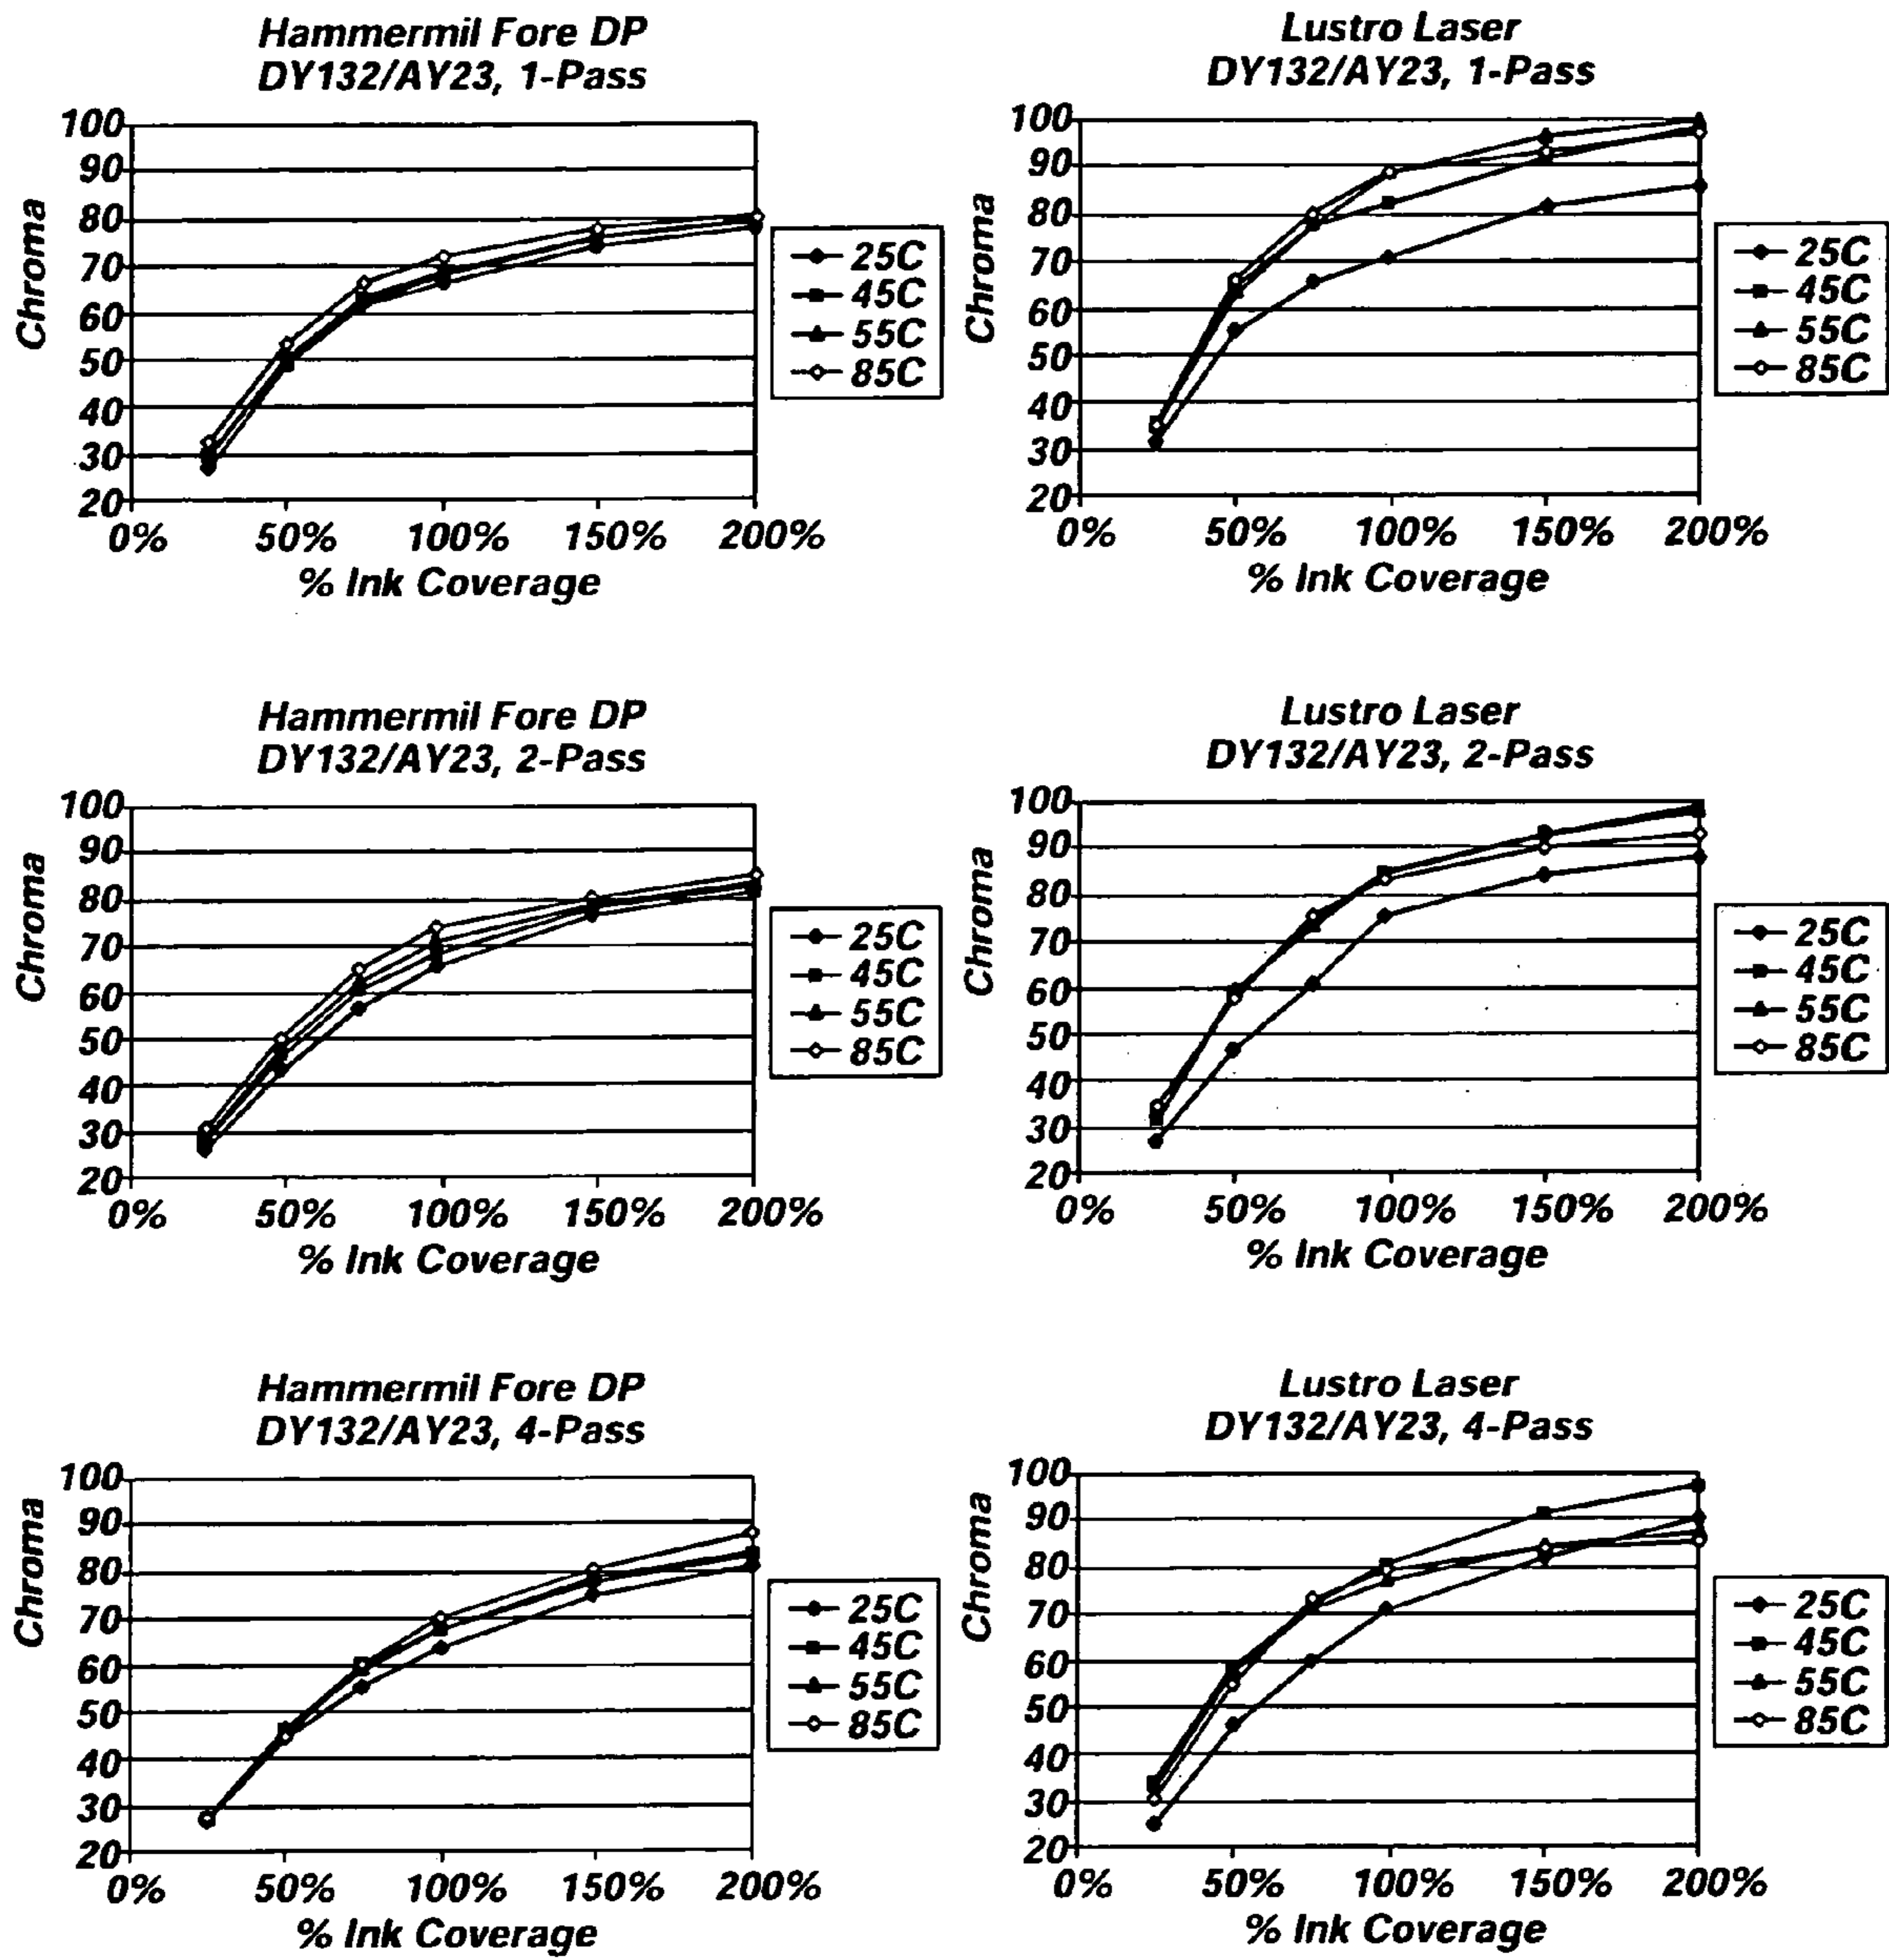 Hammermil Fore DP
DY132/AY23, 1-Pass
100
90
80
70
60
50
40
30
20
Chroma
0% 50% 100% 150% 200%
% Ink Coverage
25C
45C
55C
85C
Lustro Laser
DY132/AY23, 1-Pass
100
90
80
70
60
50
40
30
20
Chroma
0% 50% 100% 150% 200%
% Ink Coverage
25C
45C
55C
85C
Hammermil Fore DP
DY132/AY23, 2-Pass
100
90
80
70
60
50
40
30
20
Chroma
0% 50% 100% 150% 200%
% Ink Coverage
25C
45C
55C
85C
Lustro Laser
DY132/AY23, 2-Pass
100
90
80
70
60
50
40
30
20
Chroma
0% 50% 100% 150% 200%
% Ink Coverage
25C
45C
55C
85C
Hammermil Fore DP
DY132/AY23, 4-Pass
100
90
80
70
60
50
40
30
20
Chroma
0% 50% 100% 150% 200%
% Ink Coverage
25C
45C
55C
85C
Lustro Laser
DY132/AY23, 4-Pass
100
90
80
70
60
50
40
30
20
Chroma
0% 50% 100% 150% 200%
% Ink Coverage
25C
45C
55C
85C